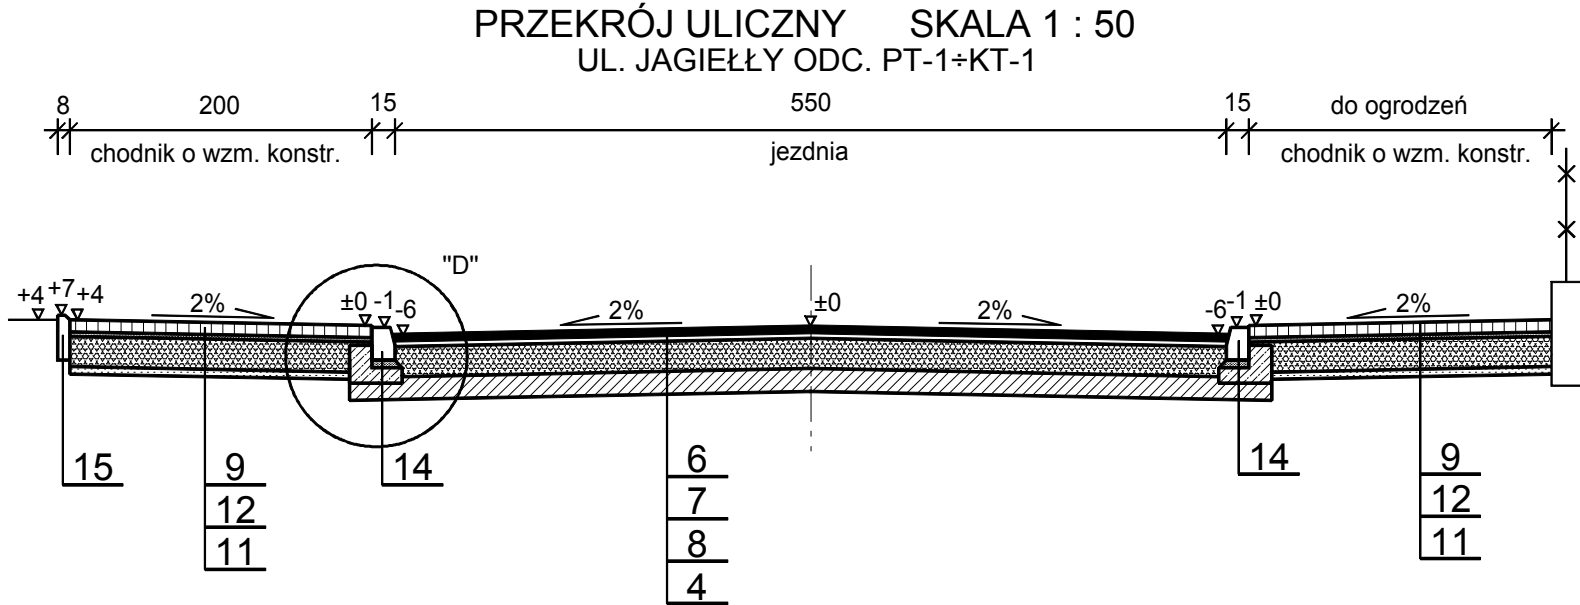 PRZEKRÓJ ULICZNY SKALA 1 : 50
UL. JAGIEŁŁY ODC. PT-1÷KT-1
8 200 15 550 15 do ogrodzeń
chodnik o wzm. konstr. jezdnia chodnik o wzm. konstr.
"D"
+4 +7 +4 2% ±0 -1 -6 2% ±0 2% -6 -1 ±0 2%
15 9 14 6 14 9
12 7 12
11 8 11
4